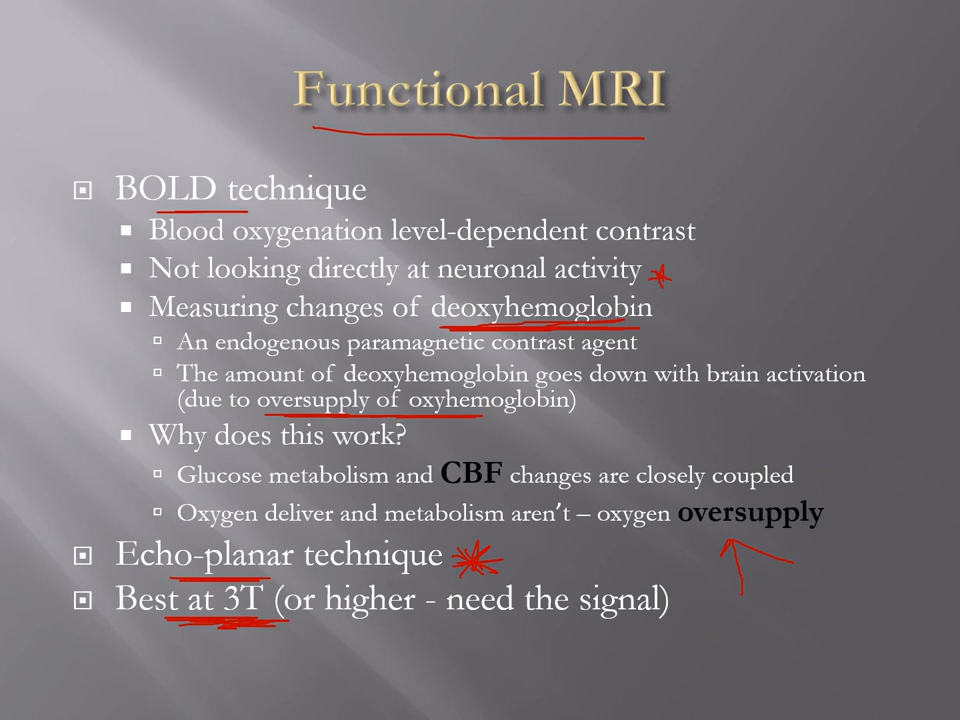 Functional MRI
BOLD technique
Blood oxygenation level-dependent contrast
Not looking directly at neuronal activity
Measuring changes of deoxyhemoglobin
An endogenous paramagnetic contrast agent
The amount of deoxyhemoglobin goes down with brain activation
(due to oversupply of oxyhemoglobin)
Why does this work?
Glucose metabolism and CBF changes are closely coupled
Oxygen deliver and metabolism aren't – oxygen oversupply
Echo-planar technique
Best at 3T (or higher - need the signal)